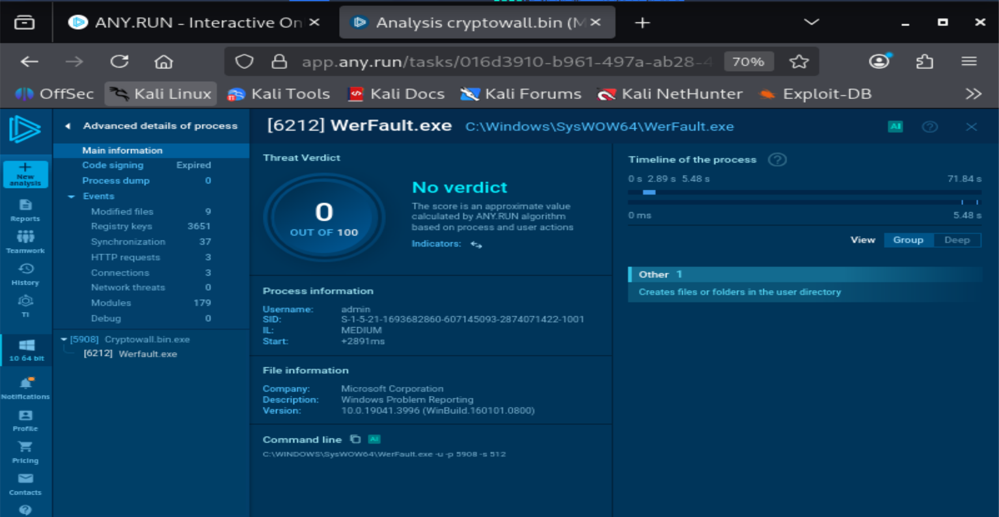 ANY.RUN - Interactive On
Analysis cryptowall.bin (M
app.any.run/tasks/016d3910-b961-497a-ab28-4
70%
OffSec
Kali Linux
Kali Tools
Kali Docs
Kali Forums
Kali NetHunter
Exploit-DB
New analysis
Reports
Teamwork
History
TI
10 64 bit
Notifications
Profile
Pricing
Contacts
Advanced details of process
Main information
Code signing Expired
Process dump 0
Events
Modified files 9
Registry keys 3651
Synchronization 37
HTTP requests 3
Connections 3
Network threats 0
Modules 179
Debug 0
[5908] Cryptowall.bin.exe
[6212] Werfault.exe
[6212] WerFault.exe C:\Windows\SysWOW64\WerFault.exe
AI
Threat Verdict
0
OUT OF 100
No verdict
The score is an approximate value
calculated by ANY.RUN algorithm
based on process and user actions
Indicators:
Process information
Username: admin
SID: S-1-5-21-1693682860-607145093-2874071422-1001
IL: MEDIUM
Start: +2891ms
File information
Company: Microsoft Corporation
Description: Windows Problem Reporting
Version: 10.0.19041.3996 (WinBuild.160101.0800)
Command line AI
C:\WINDOWS\SysWOW64\WerFault.exe -u -p 5908 -s 512
Timeline of the process ?
0 s 2.89 s 5.48 s 71.84 s
0 ms 5.48 s
View Group Deep
Other 1
Creates files or folders in the user directory